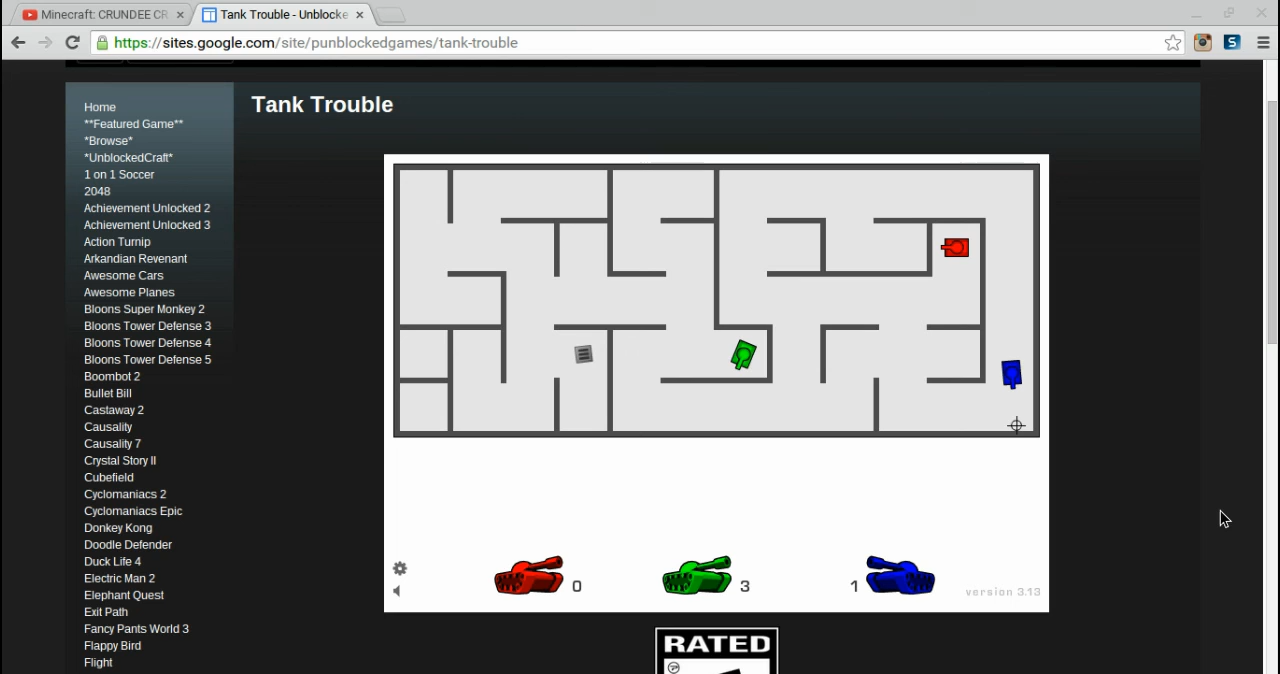 Minecraft: CRUNDEE CR
Tank Trouble - Unblocke
https://sites.google.com/site/punblockedgames/tank-trouble
S
Tank Trouble
Home
**Featured Game**
*Browse*
*UnblockedCraft*
1 on 1 Soccer
2048
Achievement Unlocked 2
Achievement Unlocked 3
Action Turnip
Arkandian Revenant
Awesome Cars
Awesome Planes
Bloons Super Monkey 2
Bloons Tower Defense 3
Bloons Tower Defense 4
Bloons Tower Defense 5
Boombot 2
Bullet Bill
Castaway 2
Causality
Causality 7
Crystal Story II
Cubefield
Cyclomaniacs 2
Cyclomaniacs Epic
Donkey Kong
Doodle Defender
Duck Life 4
Electric Man 2
Elephant Quest
Exit Path
Fancy Pants World 3
Flappy Bird
Flight
0
3
1
version 3.13
RATED